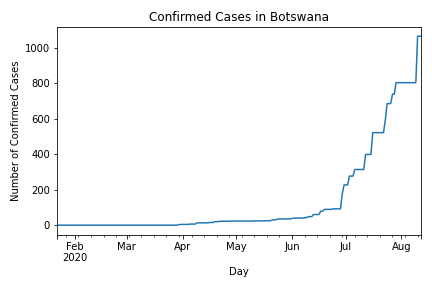 Confirmed Cases in Botswana
Number of Confirmed Cases
1000
800
600
400
200
0
Feb
2020
Mar
Apr
May
Jun
Jul
Aug
Day